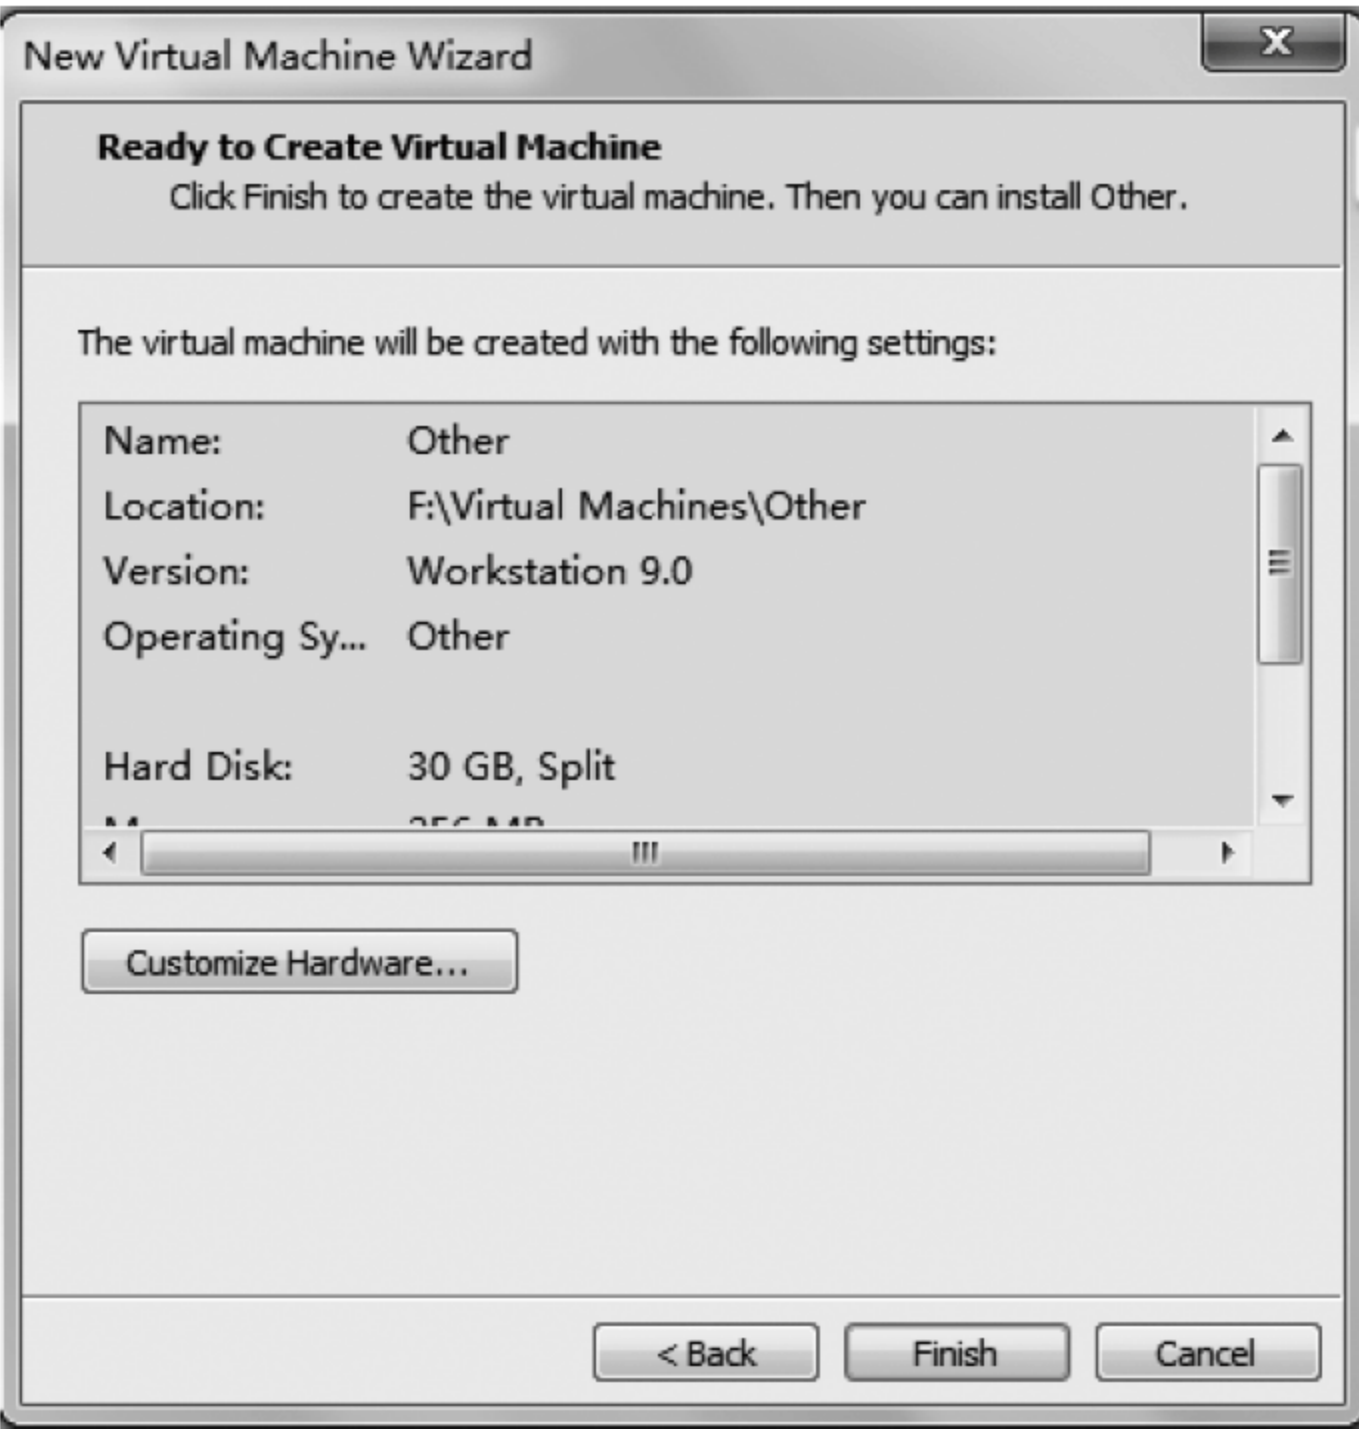 New Virtual Machine Wizard
x
Ready to Create Virtual Machine
Click Finish to create the virtual machine. Then you can install Other.
The virtual machine will be created with the following settings:
Name: Other
Location: F:\Virtual Machines\Other
Version: Workstation 9.0
Operating Sy... Other
Hard Disk: 30 GB, Split
256 MB
Customize Hardware...
< Back Finish Cancel